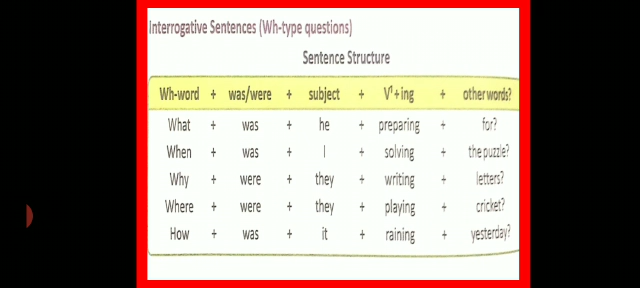 Interrogative Sentences (Wh-type questions)
Sentence Structure
Wh-word + was/were + subject + V¹+ing + other words?
What + was + he + preparing + for?
When + was + I + solving + the puzzle?
Why + were + they + writing + letters?
Where + were + they + playing + cricket?
How + was + it + raining + yesterday?